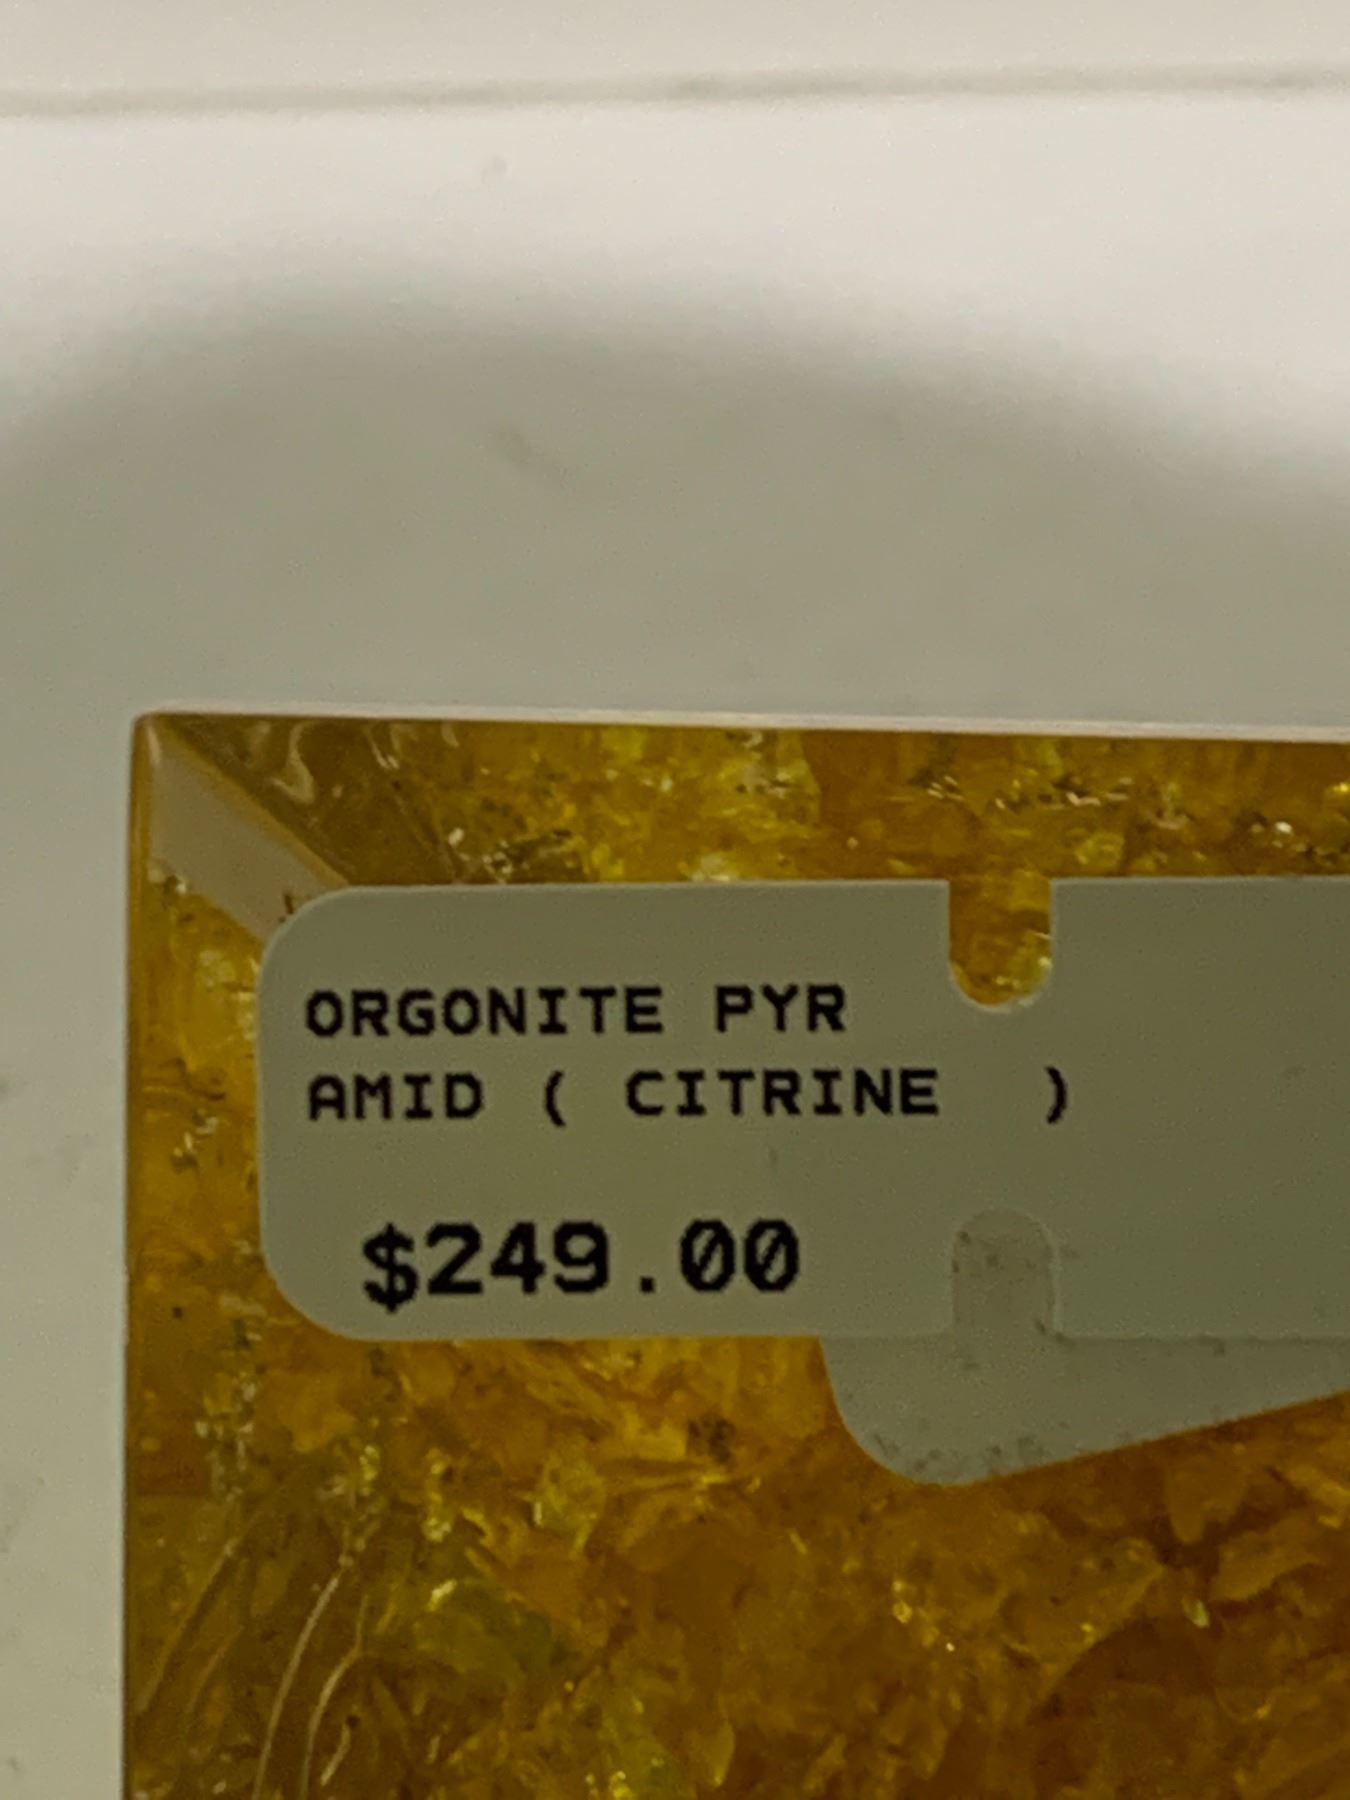 ORGONITE PYR
AMID ( CITRINE  )
$249.00